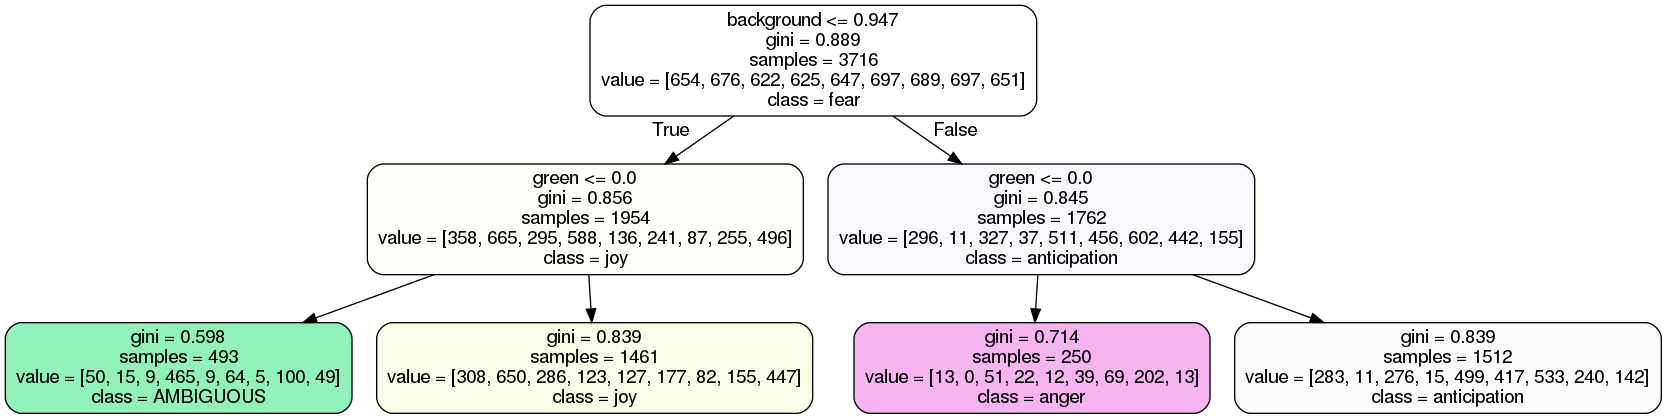 background <= 0.947
gini = 0.889
samples = 3716
value = [654, 676, 622, 625, 647, 697, 689, 697, 651]
class = fear
True
False
green <= 0.0
gini = 0.856
samples = 1954
value = [358, 665, 295, 588, 136, 241, 87, 255, 496]
class = joy
green <= 0.0
gini = 0.845
samples = 1762
value = [296, 11, 327, 37, 511, 456, 602, 442, 155]
class = anticipation
gini = 0.598
samples = 493
value = [50, 15, 9, 465, 9, 64, 5, 100, 49]
class = AMBIGUOUS
gini = 0.839
samples = 1461
value = [308, 650, 286, 123, 127, 177, 82, 155, 447]
class = joy
gini = 0.714
samples = 250
value = [13, 0, 51, 22, 12, 39, 69, 202, 13]
class = anger
gini = 0.839
samples = 1512
value = [283, 11, 276, 15, 499, 417, 533, 240, 142]
class = anticipation